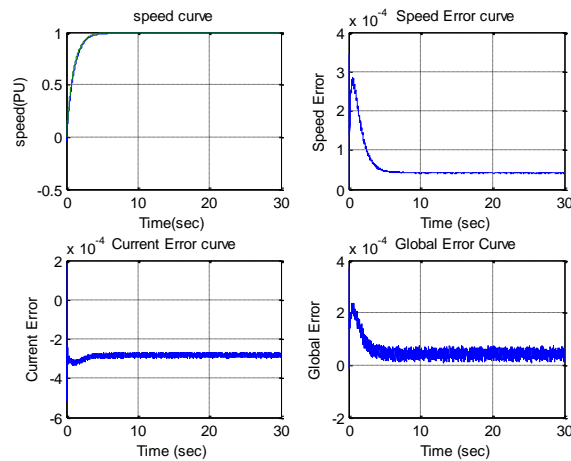 speed curve
speed(PU)
1
0.5
0
-0.5
0 10 20 30
Time(sec)
x 10^-4 Speed Error curve
Speed Error
4
3
2
1
0
0 10 20 30
Time (sec)
x 10^-4 Current Error curve
Current Error
2
0
-2
-4
-6
0 10 20 30
Time (sec)
x 10^-4 Global Error Curve
Global Error
4
2
0
-2
0 10 20 30
Time (sec)